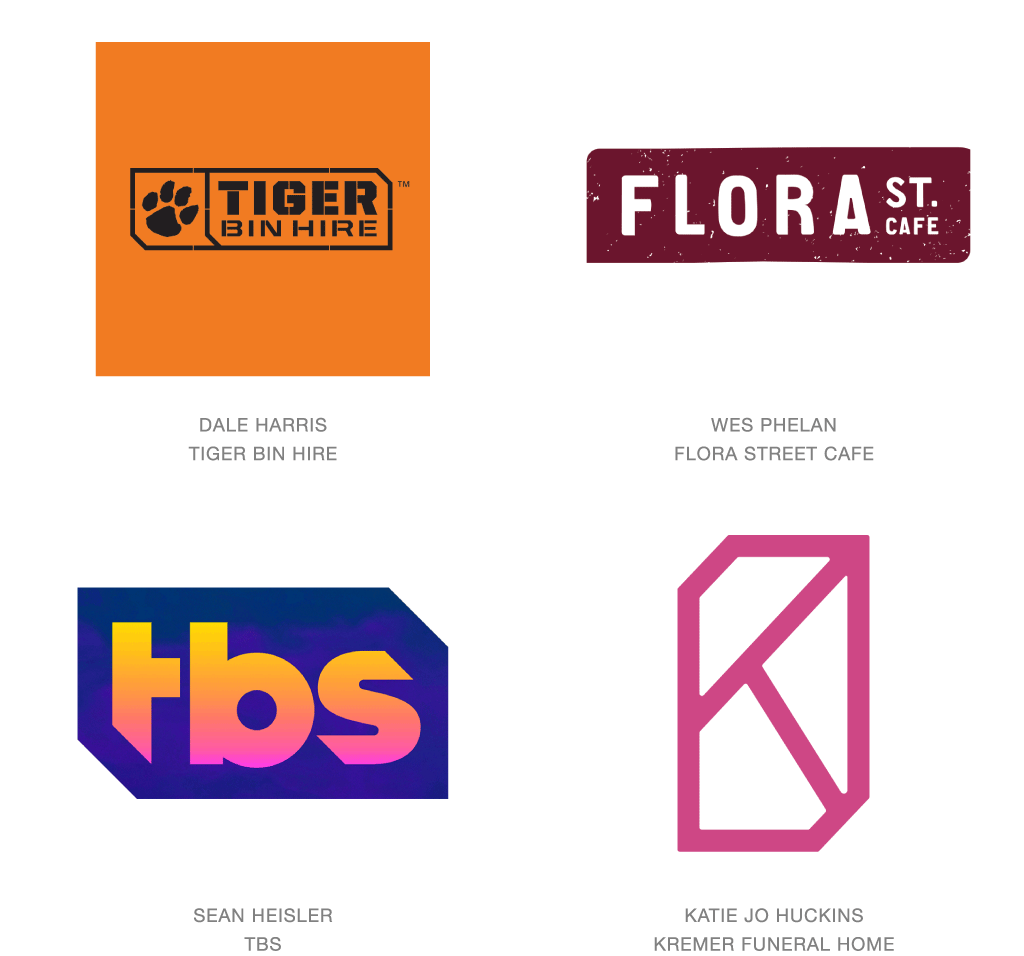 TIGER
BIN HIRE
TM
FLORA ST.
CAFE
DALE HARRIS
TIGER BIN HIRE
WES PHELAN
FLORA STREET CAFE
tbs
K
SEAN HEISLER
TBS
KATIE JO HUCKINS
KREMER FUNERAL HOME